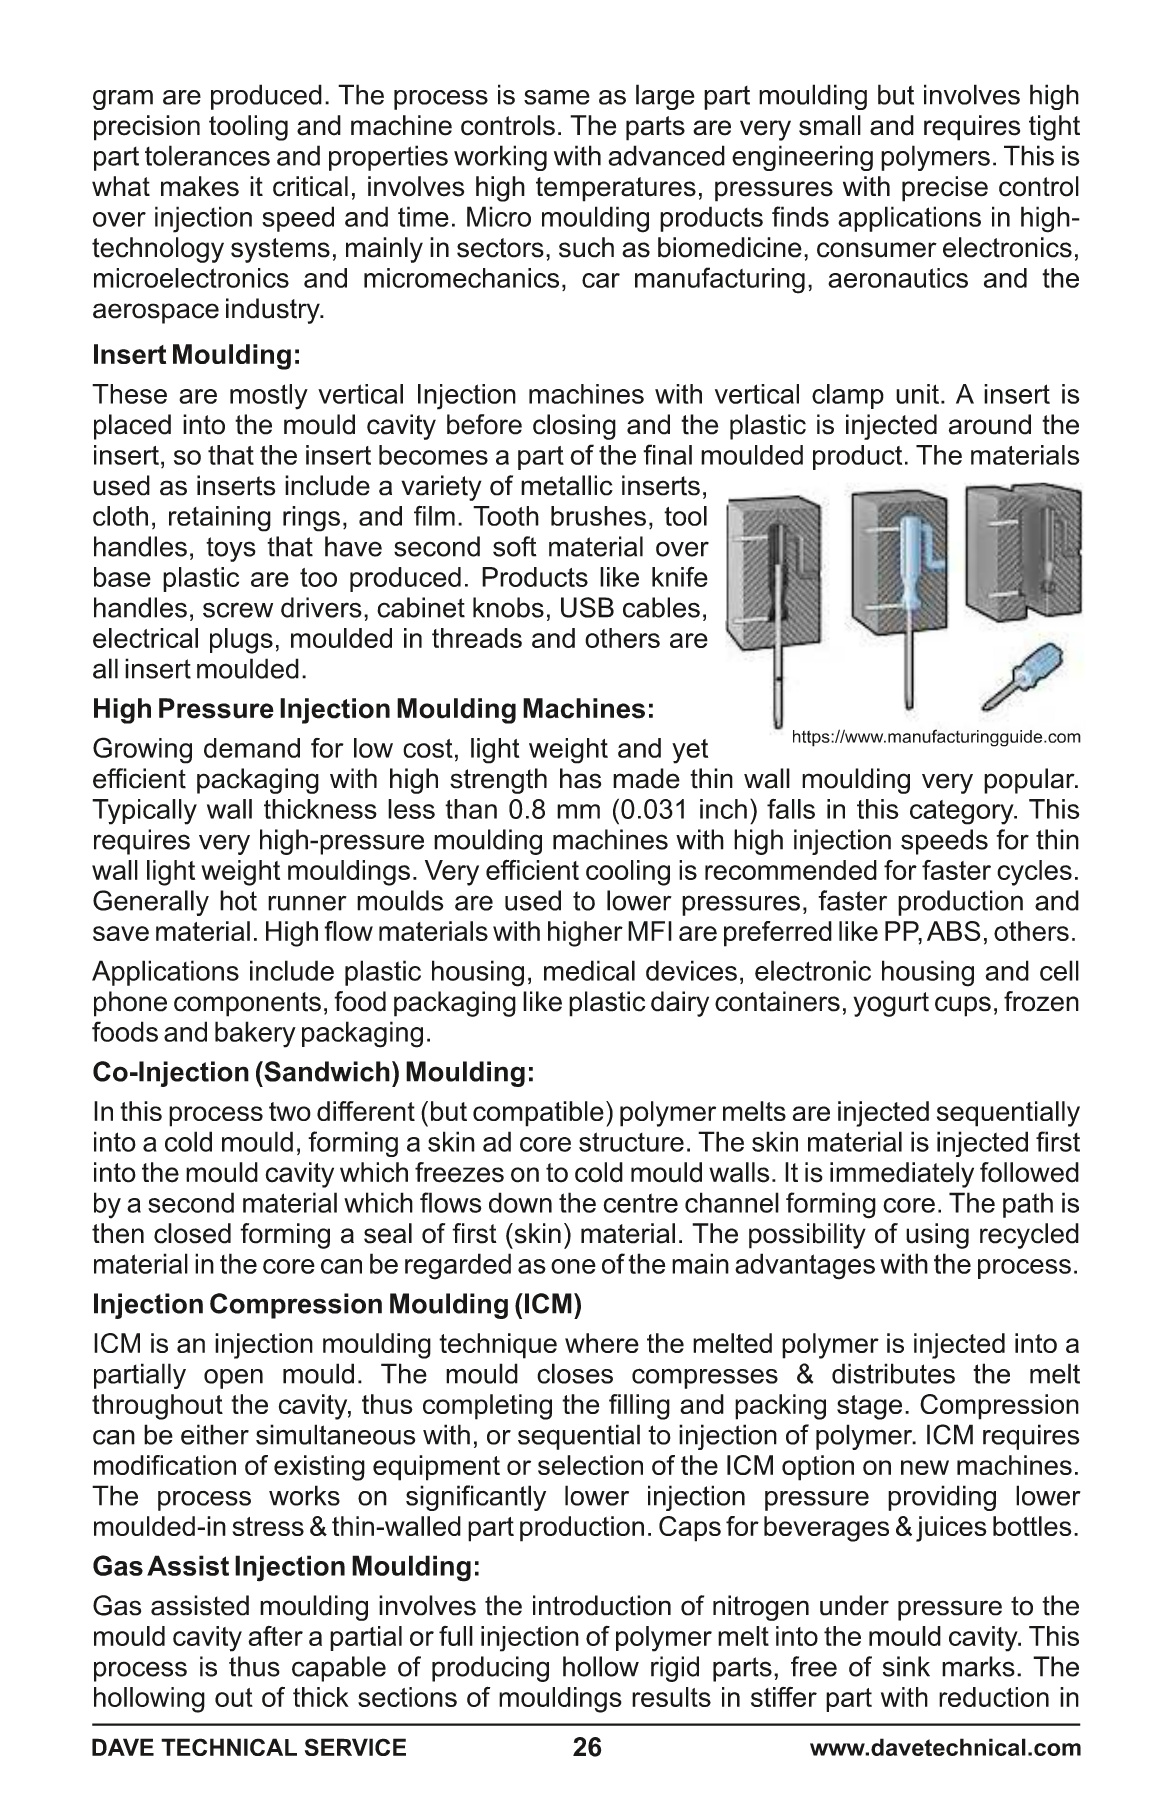 gram are produced. The process is same as large part moulding but involves high
precision tooling and machine controls. The parts are very small and requires tight
part tolerances and properties working with advanced engineering polymers. This is
what makes it critical, involves high temperatures, pressures with precise control
over injection speed and time. Micro moulding products finds applications in high-
technology systems, mainly in sectors, such as biomedicine, consumer electronics,
microelectronics and micromechanics, car manufacturing, aeronautics and the
aerospace industry.
Insert Moulding:
These are mostly vertical Injection machines with vertical clamp unit. A insert is
placed into the mould cavity before closing and the plastic is injected around the
insert, so that the insert becomes a part of the final moulded product. The materials
used as inserts include a variety of metallic inserts,
cloth, retaining rings, and film. Tooth brushes, tool
handles, toys that have second soft material over
base plastic are too produced. Products like knife
handles, screw drivers, cabinet knobs, USB cables,
electrical plugs, moulded in threads and others are
all insert moulded.
https://www.manufacturingguide.com
High Pressure Injection Moulding Machines:
Growing demand for low cost, light weight and yet
efficient packaging with high strength has made thin wall moulding very popular.
Typically wall thickness less than 0.8 mm (0.031 inch) falls in this category. This
requires very high-pressure moulding machines with high injection speeds for thin
wall light weight mouldings. Very efficient cooling is recommended for faster cycles.
Generally hot runner moulds are used to lower pressures, faster production and
save material. High flow materials with higher MFI are preferred like PP, ABS, others.
Applications include plastic housing, medical devices, electronic housing and cell
phone components, food packaging like plastic dairy containers, yogurt cups, frozen
foods and bakery packaging.
Co-Injection (Sandwich) Moulding:
In this process two different (but compatible) polymer melts are injected sequentially
into a cold mould, forming a skin ad core structure. The skin material is injected first
into the mould cavity which freezes on to cold mould walls. It is immediately followed
by a second material which flows down the centre channel forming core. The path is
then closed forming a seal of first (skin) material. The possibility of using recycled
material in the core can be regarded as one of the main advantages with the process.
Injection Compression Moulding (ICM)
ICM is an injection moulding technique where the melted polymer is injected into a
partially open mould. The mould closes compresses & distributes the melt
throughout the cavity, thus completing the filling and packing stage. Compression
can be either simultaneous with, or sequential to injection of polymer. ICM requires
modification of existing equipment or selection of the ICM option on new machines.
The process works on significantly lower injection pressure providing lower
moulded-in stress & thin-walled part production. Caps for beverages & juices bottles.
Gas Assist Injection Moulding:
Gas assisted moulding involves the introduction of nitrogen under pressure to the
mould cavity after a partial or full injection of polymer melt into the mould cavity. This
process is thus capable of producing hollow rigid parts, free of sink marks. The
hollowing out of thick sections of mouldings results in stiffer part with reduction in
DAVE TECHNICAL SERVICE 26 www.davetechnical.com